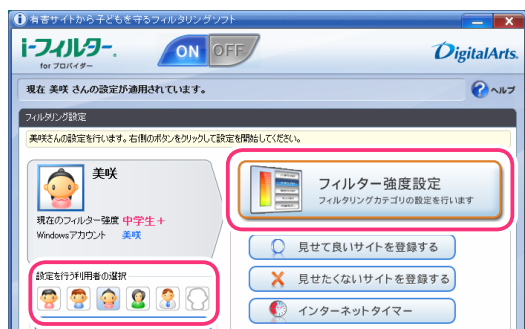 有害サイトから子どもを守るフィルタリングソフト
i-フィルター.
for プロバイダー
ON OFF
DigitalArts.
現在 美咲 さんの設定が適用されています。
ヘルプ
フィルタリング設定
美咲さんの設定を行います。右側のボタンをクリックして設定を開始してください。
美咲
現在のフィルター強度 中学生+
Windowsアカウント 美咲
設定を行う利用者の選択
フィルター強度設定
フィルタリングカテゴリの設定を行います
見せて良いサイトを登録する
見せたくないサイトを登録する
インターネットタイマー